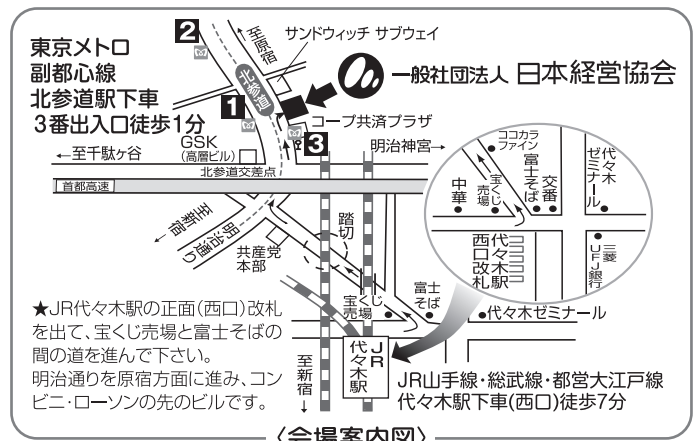 東京メトロ
副都心線
北参道駅下車
3番出入口徒歩1分
2
至原宿
サンドウィッチ サブウェイ
北参道
一般社団法人 日本経営協会
1
コープ共済プラザ
3
GSK
(高層ビル)
←至千駄ヶ谷
明治神宮→
北参道交差点
首都高速
至新宿
明治通り
共産党
本部
踏切
ココカラ
ファイン
中華
宝くじ
売場
富士そば
交番
代々木
ゼミナール
代々木駅
西口改札
三菱
UFJ銀行
宝くじ
売場
富士
そば
代々木ゼミナール
JR
代々木駅
至新宿
↓
★JR代々木駅の正面(西口)改札
を出て、宝くじ売場と富士そばの
間の道を進んで下さい。
明治通りを原宿方面に進み、コン
ビニ・ローソンの先のビルです。
JR山手線・総武線・都営大江戸線
代々木駅下車(西口)徒歩7分
〈会場案内図〉